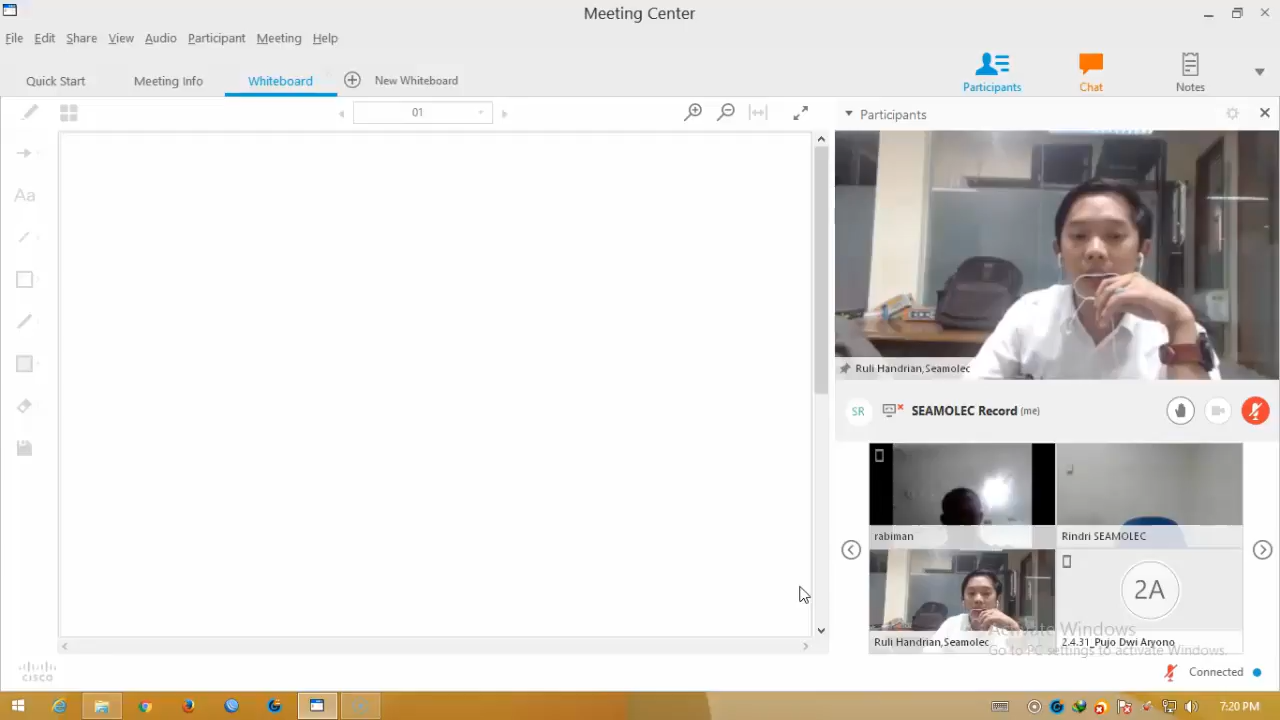 Meeting Center
File Edit Share View Audio Participant Meeting Help
Quick Start Meeting Info Whiteboard New Whiteboard
Participants Chat Notes
01
Aa
Participants
Ruli Handrian,Seamolec
SR SEAMOLEC Record (me)
rabiman
Rindri SEAMOLEC
2A
Ruli Handrian,Seamolec
2.4.31_Pujo Dwi Aryono
Activate Windows
Go to PC settings to activate Windows.
cisco
Connected
7:20 PM